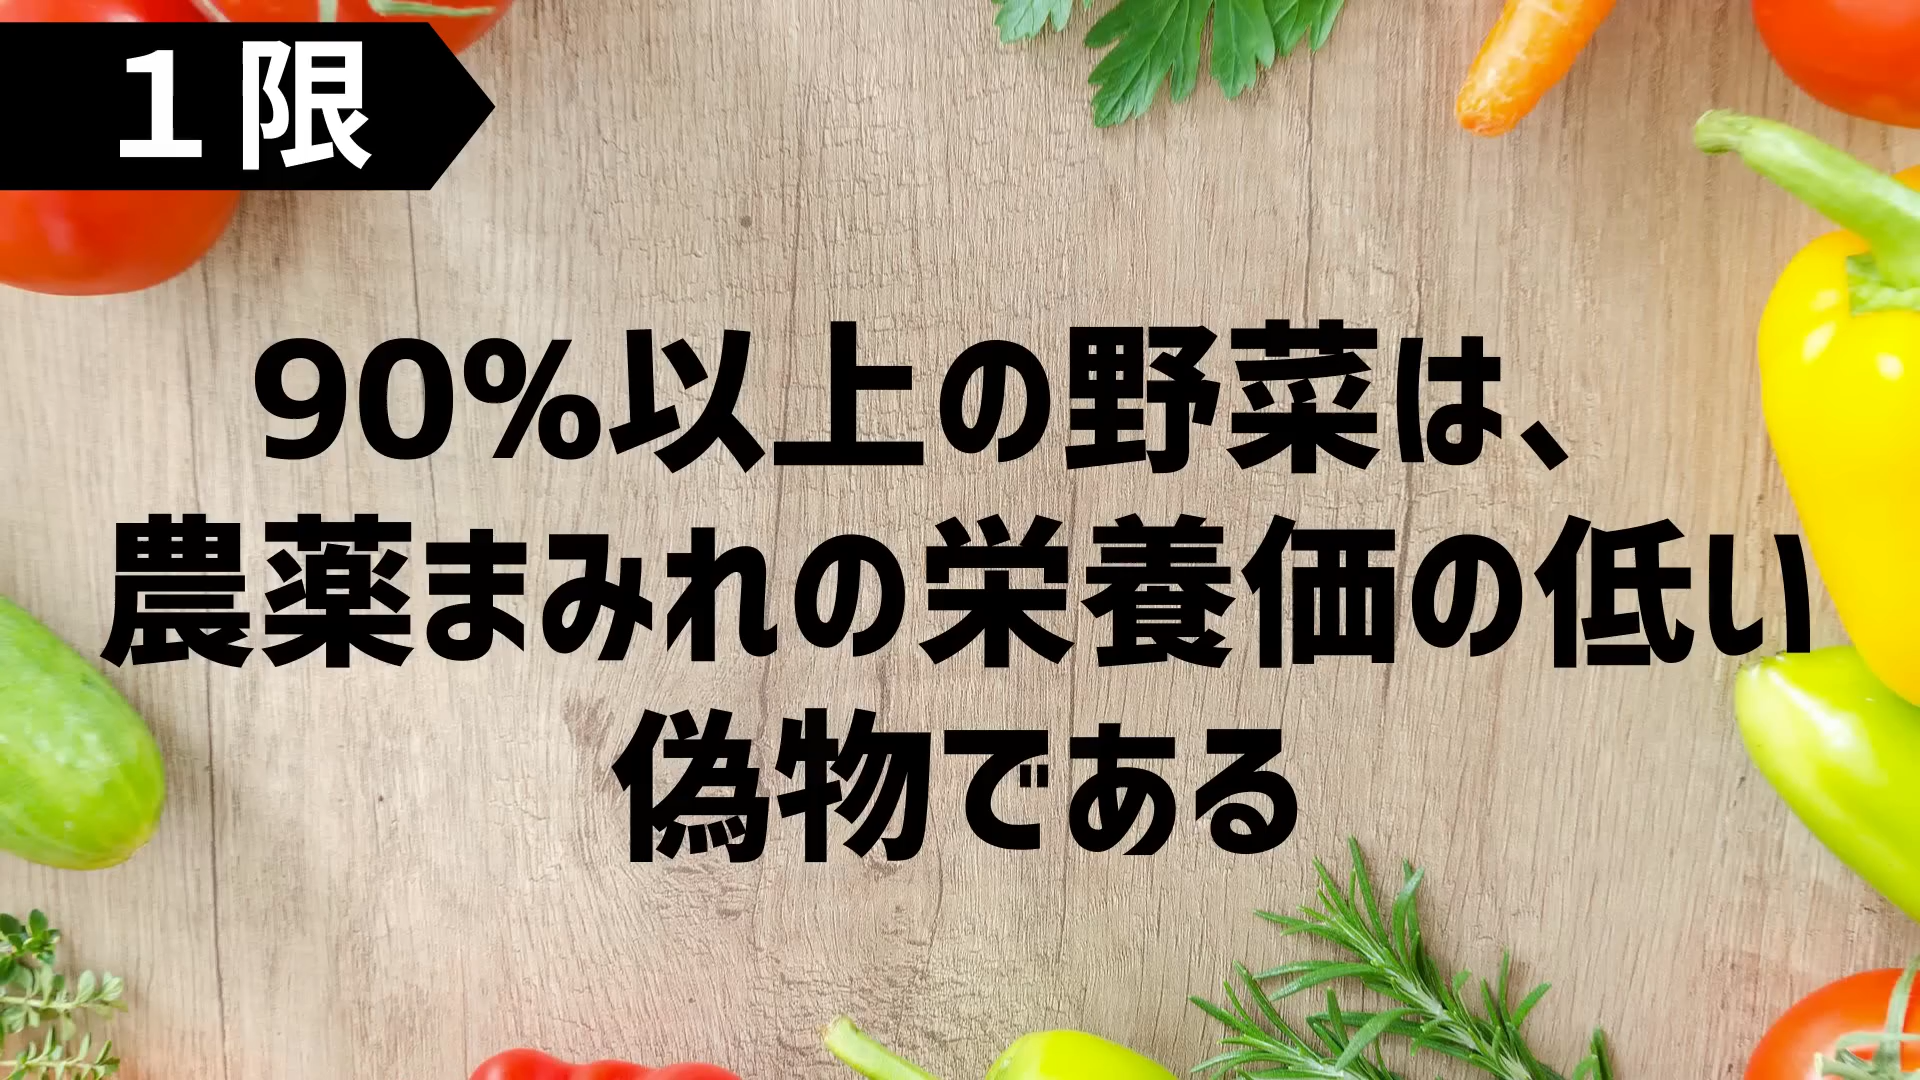 １限
90%以上の野菜は、
農薬まみれの栄養価の低い
偽物である